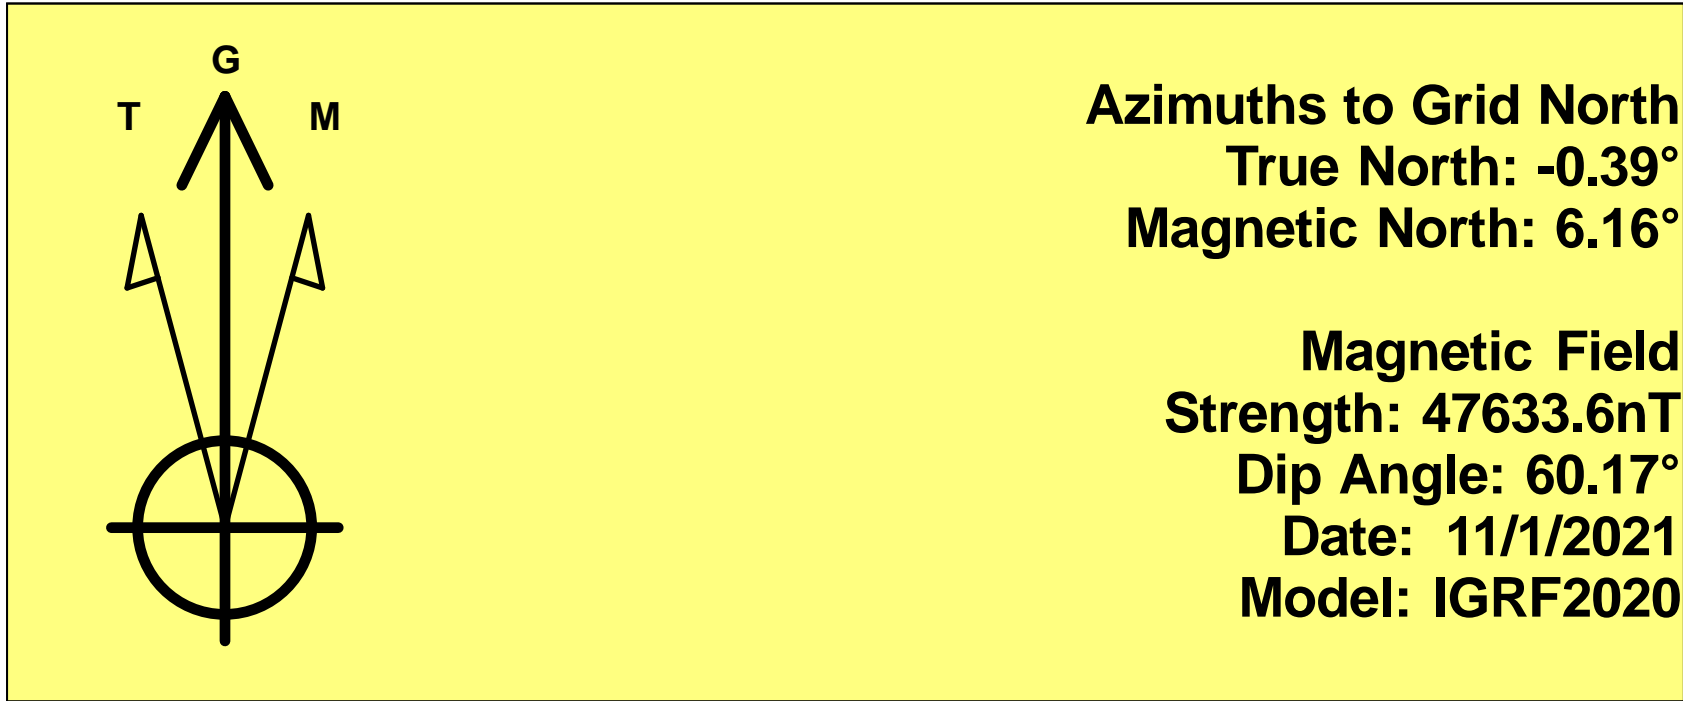 G
T M
Azimuths to Grid North
True North: -0.39°
Magnetic North: 6.16°
Magnetic Field
Strength: 47633.6nT
Dip Angle: 60.17°
Date: 11/1/2021
Model: IGRF2020